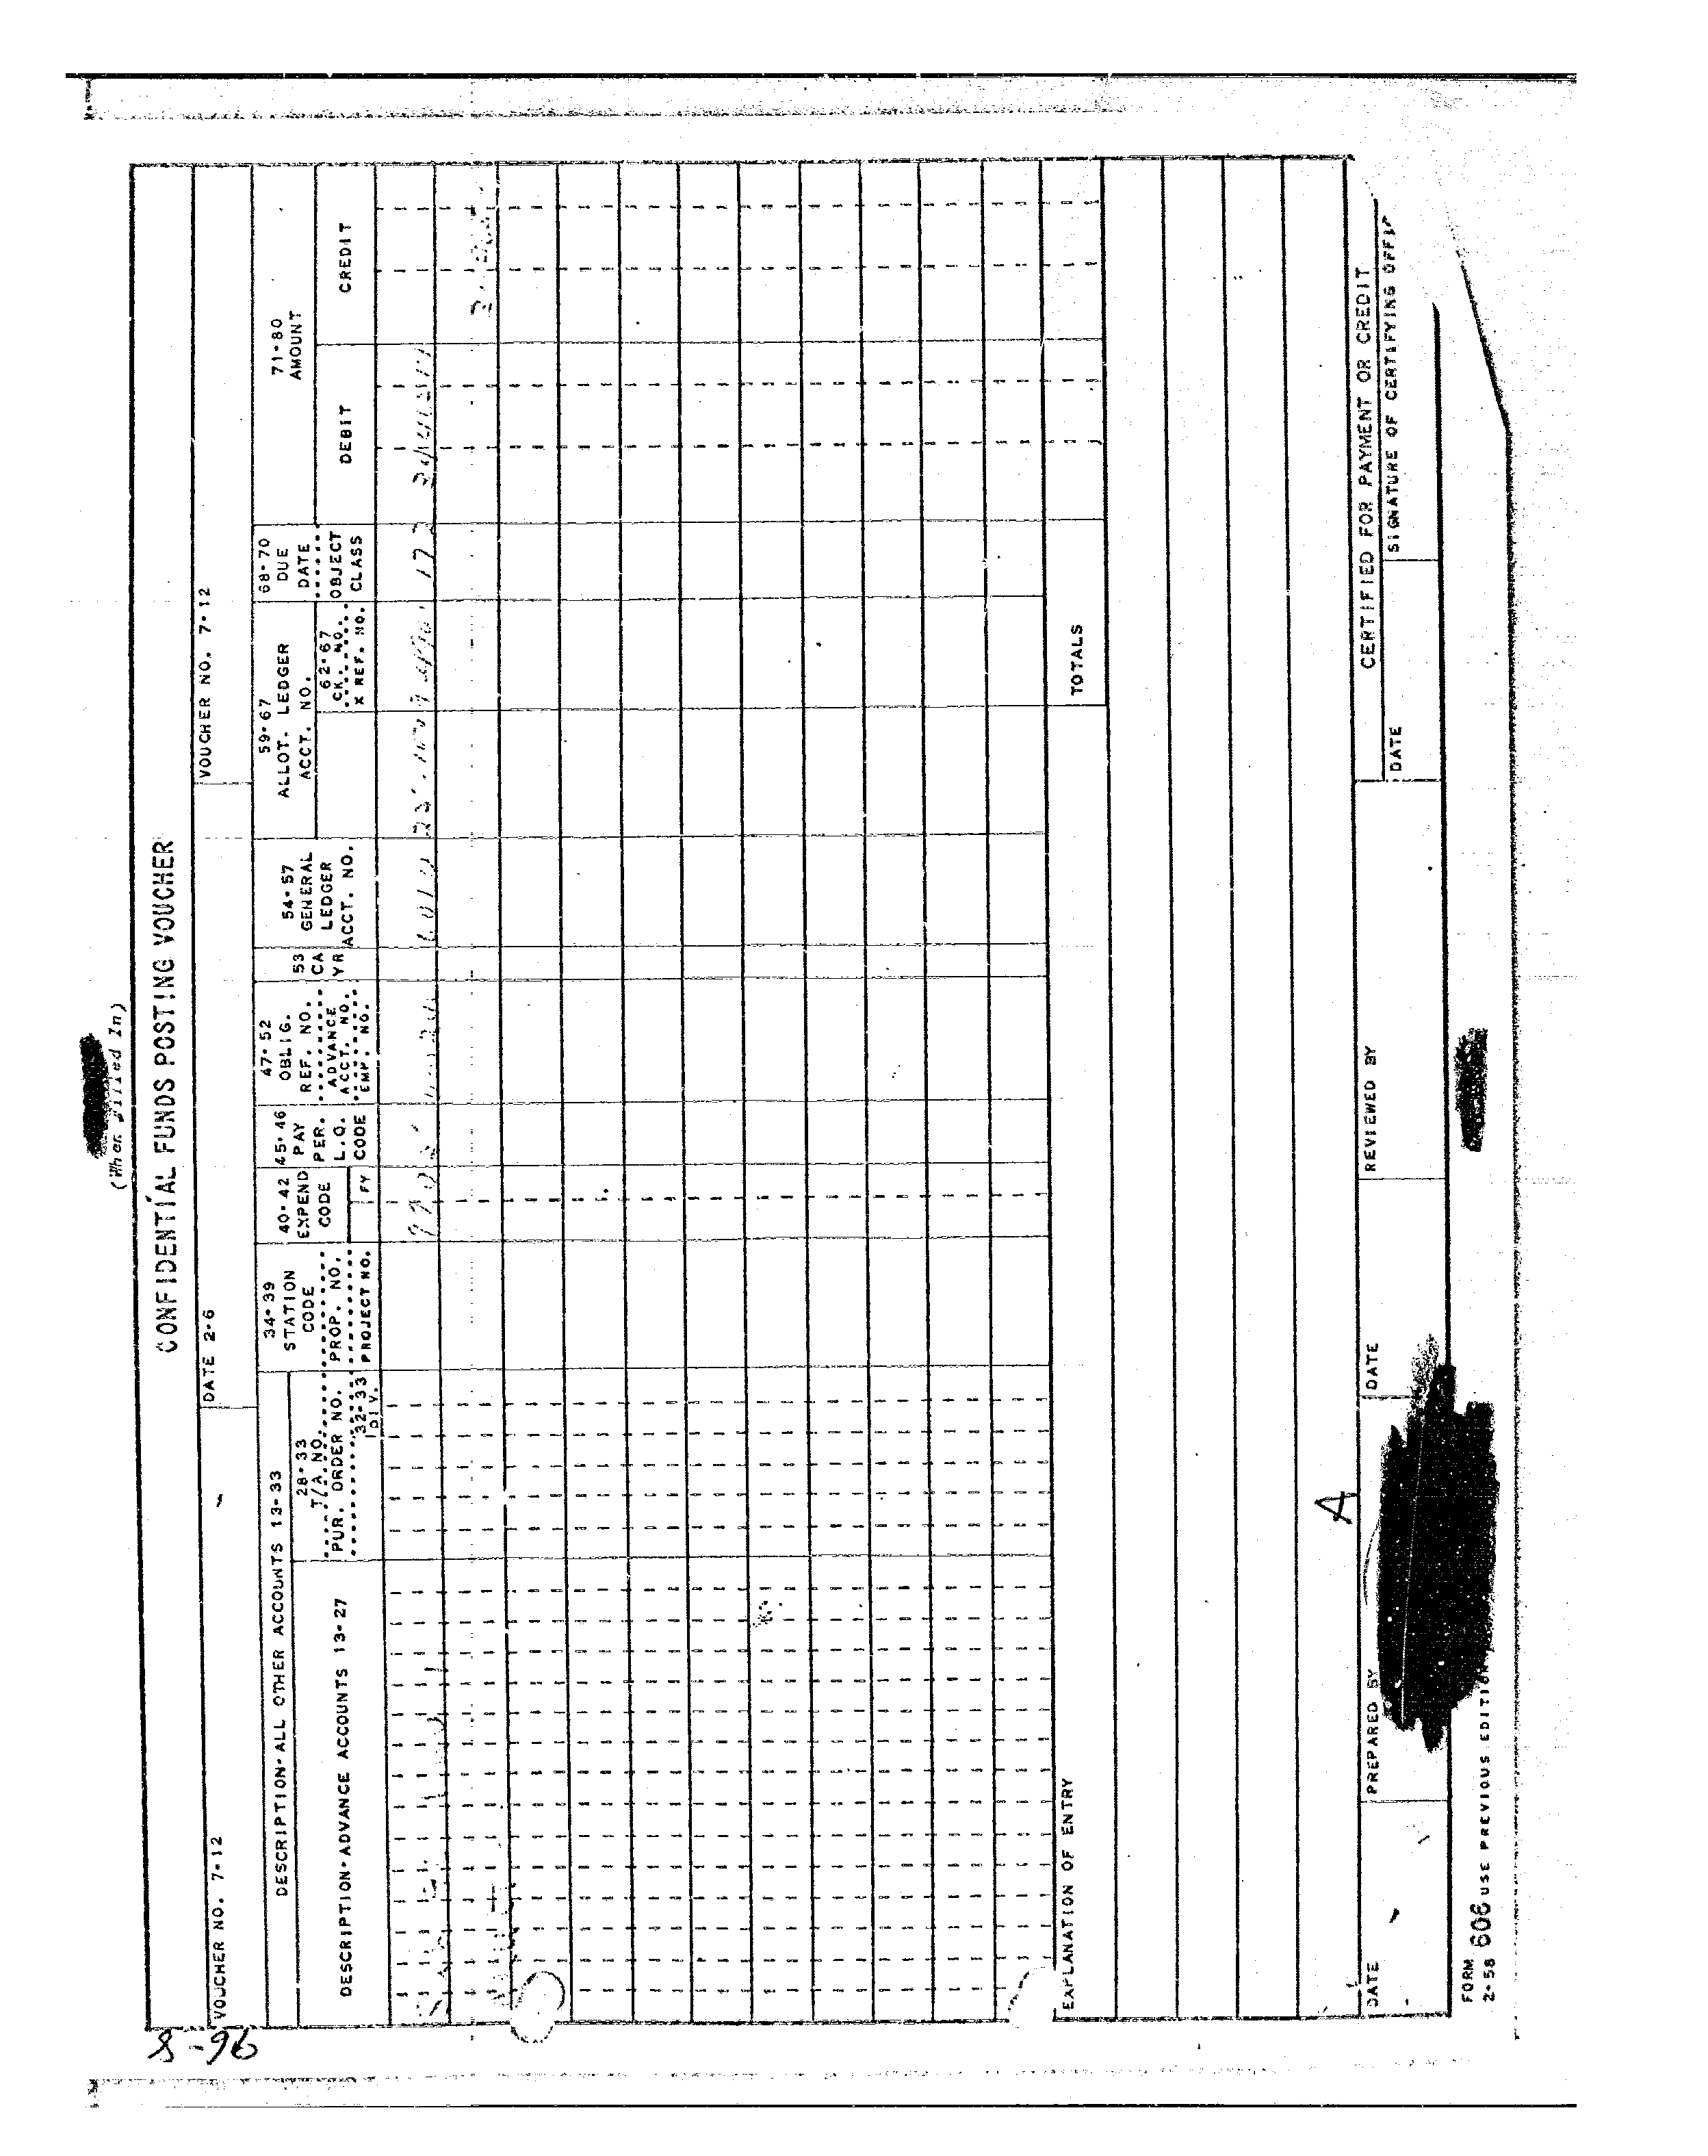 (When Filled In)
CONFIDENTIAL FUNDS POSTING VOUCHER
VOUCHER NO. 7-12
DATE 2-6
VOUCHER NO. 7-12
DESCRIPTION-ALL OTHER ACCOUNTS 13-33
DESCRIPTION-ADVANCE ACCOUNTS 13-27
28-33
T/A NO.
PUR. ORDER NO.
32-33
DIV.
34-39
STATION
CODE
PROP. NO.
PROJECT NO.
40-42
EXPEND
CODE
FY
45-46
PAY
PER.
L.Q.
CODE
47-52
OBLIG.
REF. NO.
ADVANCE
ACCT. NO.
EMP. NO.
53
CA
YR
54-57
GENERAL
LEDGER
ACCT. NO.
59-67
ALLOT. LEDGER
ACCT. NO.
62-67
CK. NO.
X REF. NO.
68-70
DUE
DATE
OBJECT
CLASS
71-80
AMOUNT
DEBIT
CREDIT
TOTALS
EXPLANATION OF ENTRY
A
CERTIFIED FOR PAYMENT OR CREDIT
DATE
PREPARED BY
DATE
REVIEWED BY
DATE
SIGNATURE OF CERTIFYING
FORM
2-58 606 USE PREVIOUS EDITION
8-96